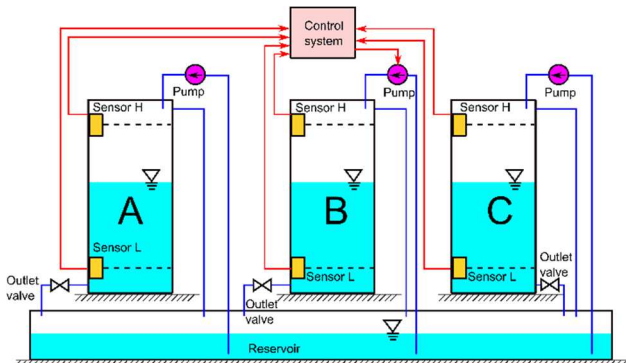 Control
system
Pump
Pump
Pump
Sensor H
Sensor H
Sensor H
A
B
C
Sensor L
Sensor L
Sensor L
Outlet
valve
Outlet
valve
Outlet
valve
Reservoir